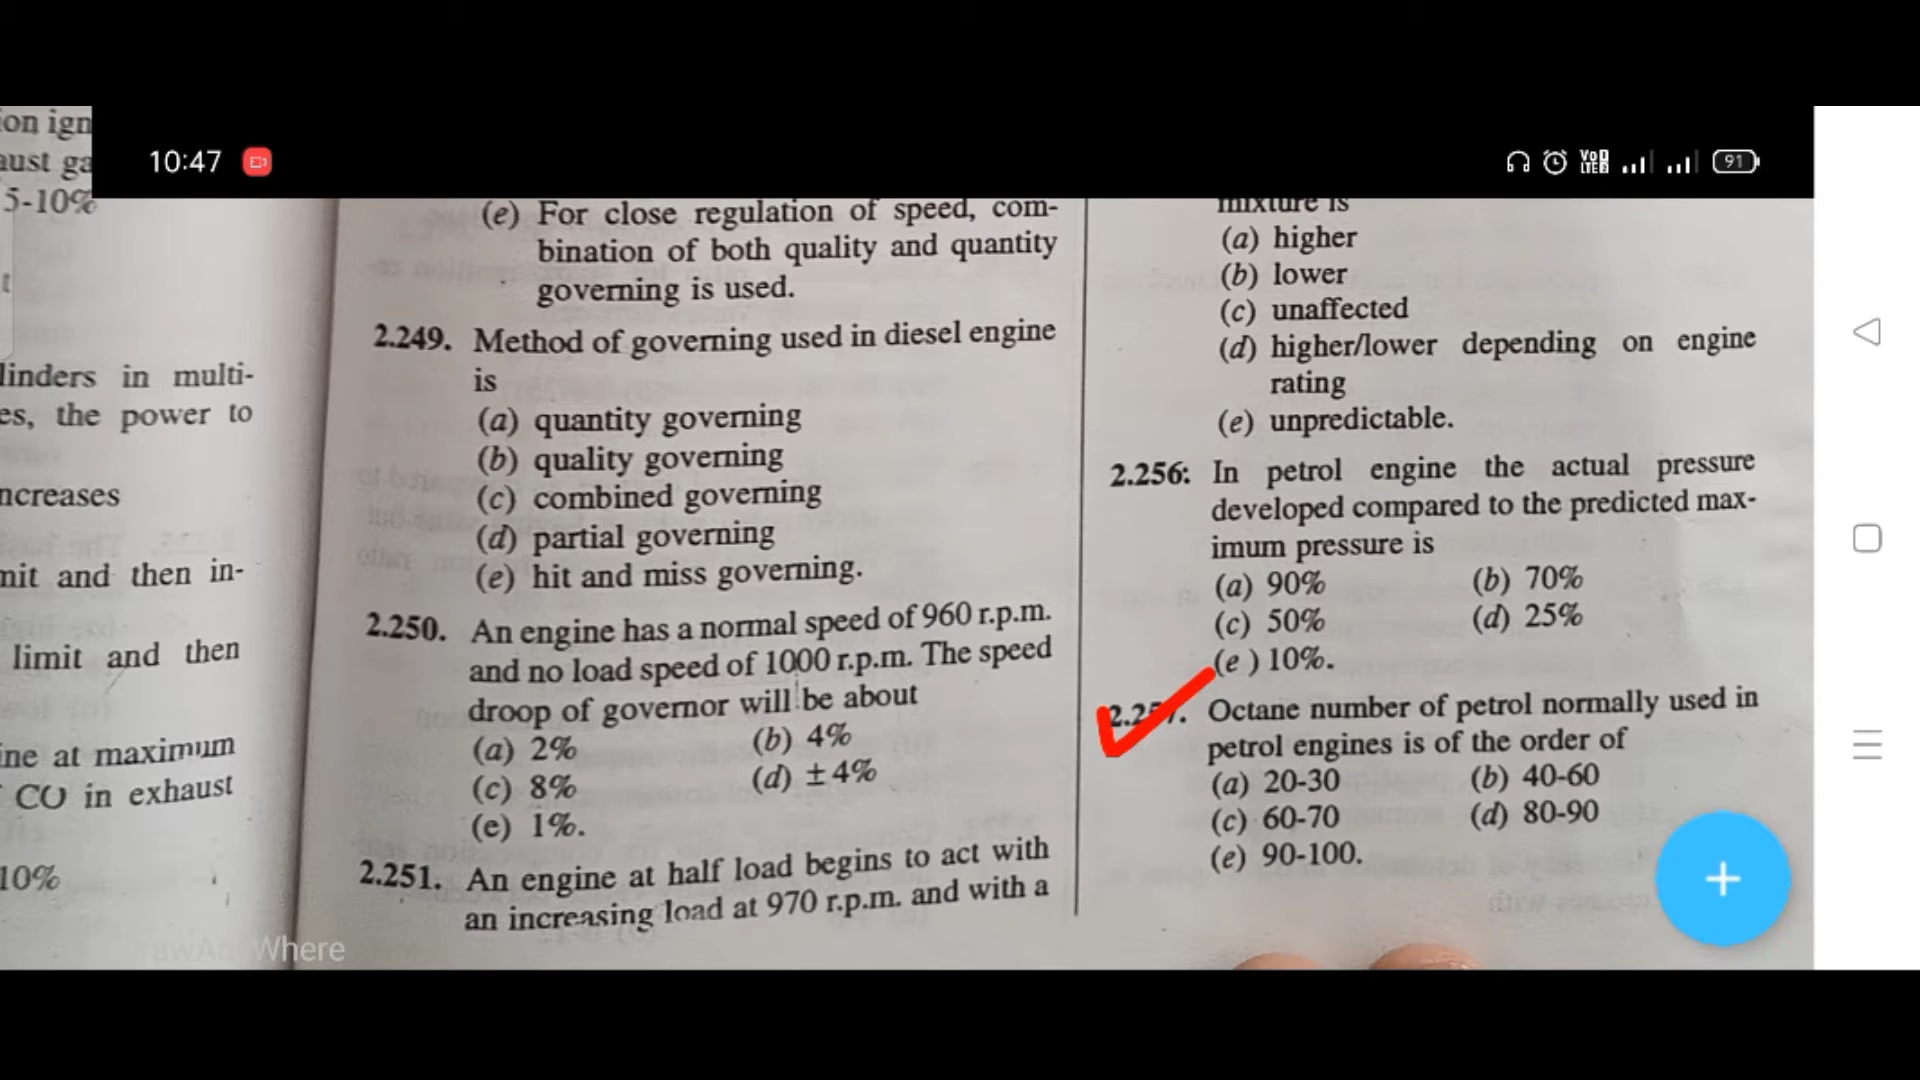 10:47
VoD LTE2
91
ion ign
aust ga
5-10%
t
linders in multi-
es, the power to
ncreases
mit and then in-
limit and then
ine at maximum
CO in exhaust
10%
(e) For close regulation of speed, com-
bination of both quality and quantity
governing is used.
2.249. Method of governing used in diesel engine
is
(a) quantity governing
(b) quality governing
(c) combined governing
(d) partial governing
(e) hit and miss governing.
2.250. An engine has a normal speed of 960 r.p.m.
and no load speed of 1000 r.p.m. The speed
droop of governor will be about
(a) 2% (b) 4%
(c) 8% (d) ±4%
(e) 1%.
2.251. An engine at half load begins to act with
an increasing load at 970 r.p.m. and with a
mixture is
(a) higher
(b) lower
(c) unaffected
(d) higher/lower depending on engine
rating
(e) unpredictable.
2.256: In petrol engine the actual pressure
developed compared to the predicted max-
imum pressure is
(a) 90% (b) 70%
(c) 50% (d) 25%
(e ) 10%.
2.257. Octane number of petrol normally used in
petrol engines is of the order of
(a) 20-30 (b) 40-60
(c) 60-70 (d) 80-90
(e) 90-100.
Where